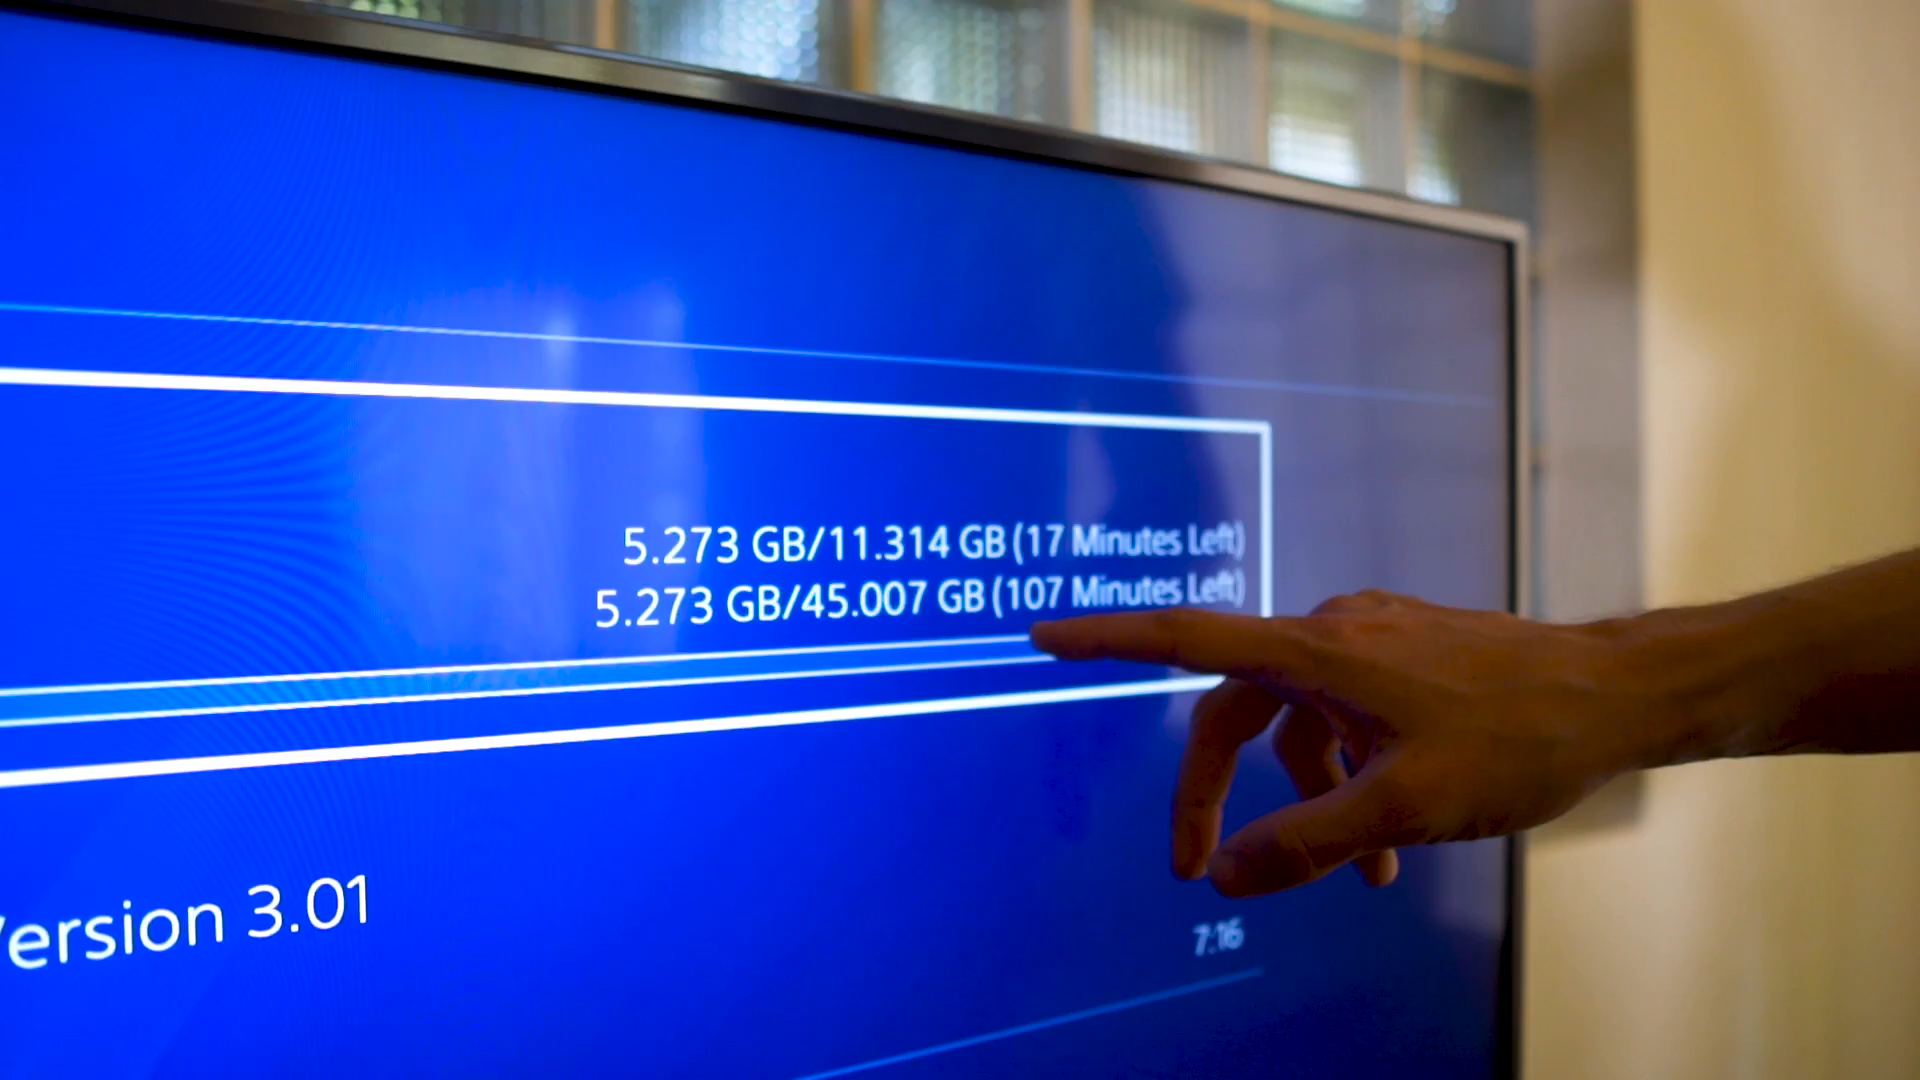 5.273 GB/11.314 GB (17 Minutes Left)
5.273 GB/45.007 GB (107 Minutes Left)
Version 3.01
7:16